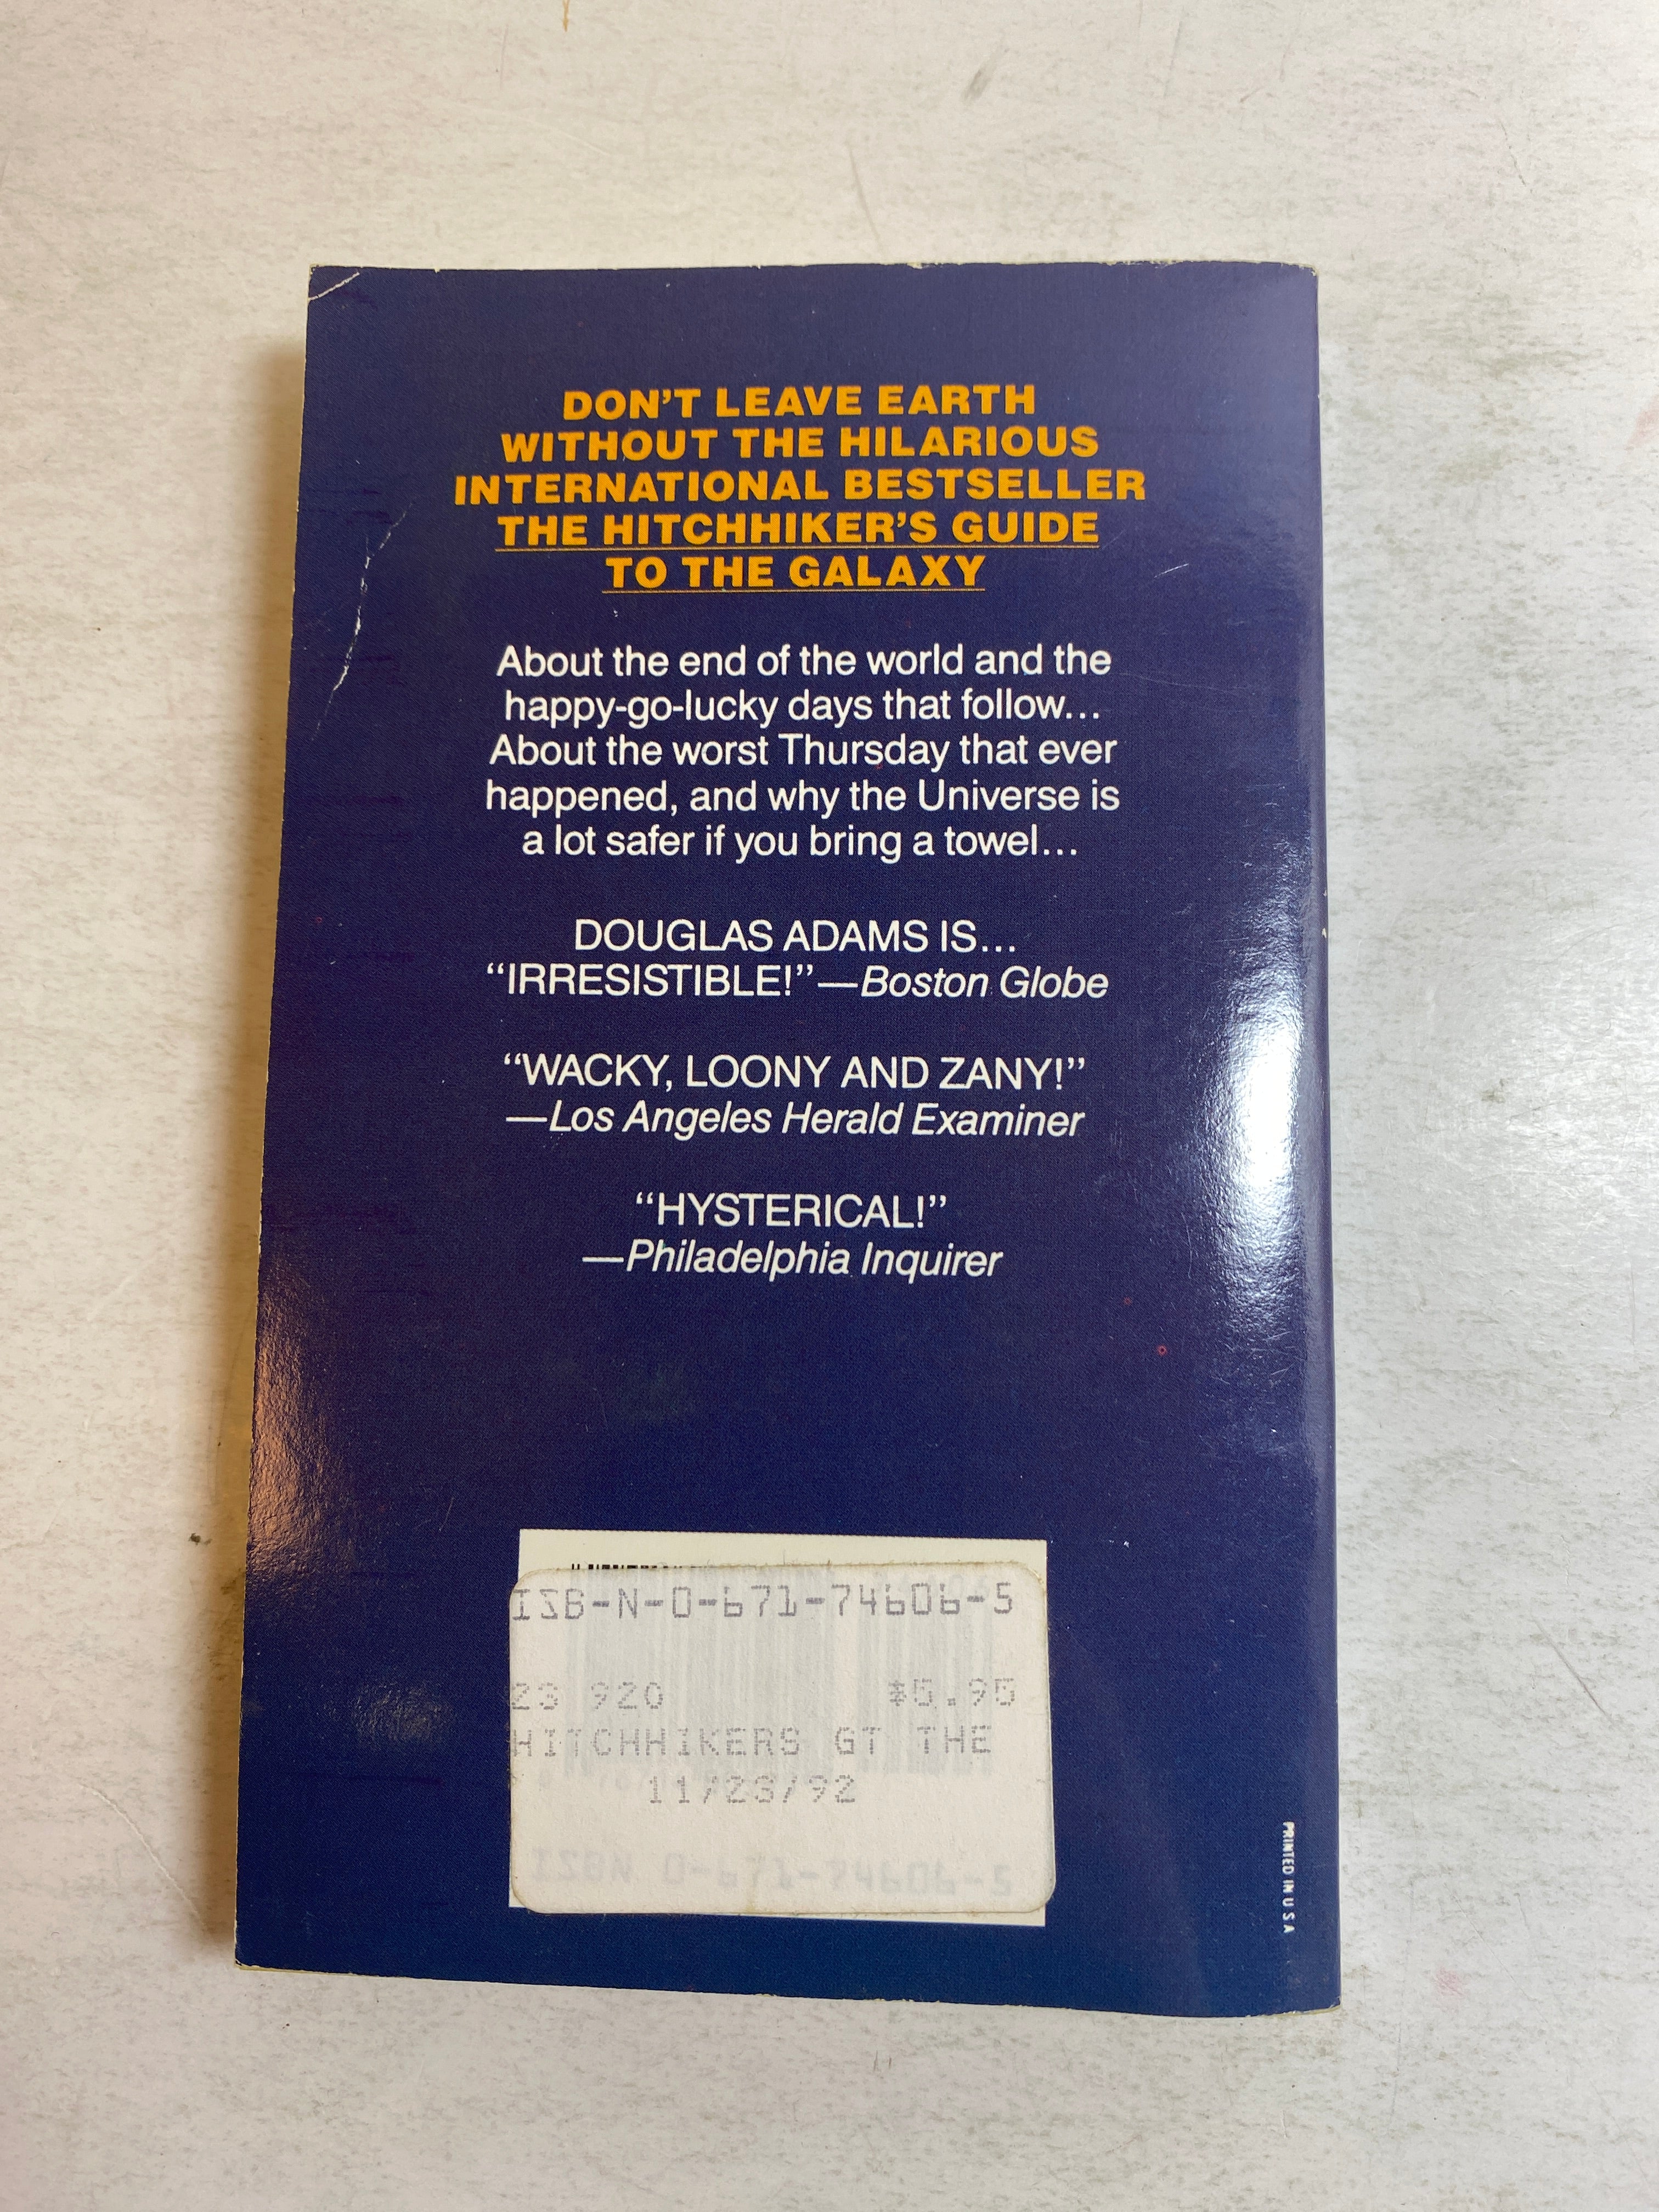 DON'T LEAVE EARTH
WITHOUT THE HILARIOUS
INTERNATIONAL BESTSELLER
THE HITCHHIKER'S GUIDE
TO THE GALAXY
About the end of the world and the
happy-go-lucky days that follow...
About the worst Thursday that ever
happened, and why the Universe is
a lot safer if you bring a towel...
DOUGLAS ADAMS IS...
“IRRESISTIBLE!”—Boston Globe
“WACKY, LOONY AND ZANY!”
—Los Angeles Herald Examiner
“HYSTERICAL!”
—Philadelphia Inquirer
ISB-N-0-671-74606-5
23 920 $5.95
HITCHHIKERS GT THE
11/23/92
ISBN 0-671-74606-5
PRINTED IN U S A